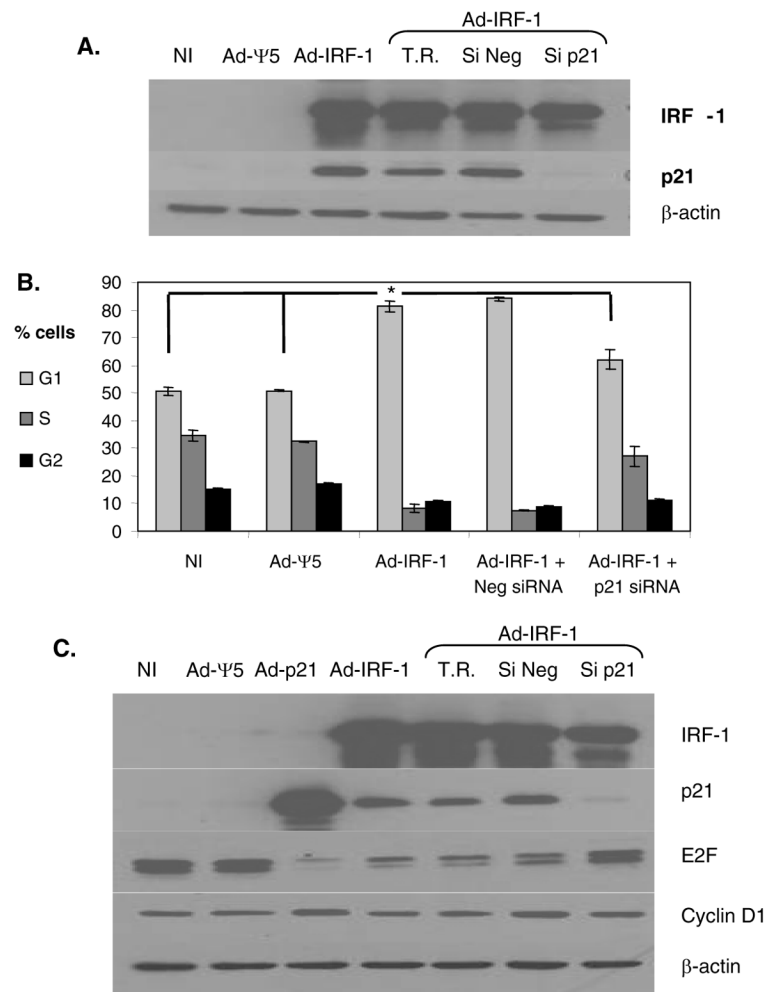 A.
Ad-IRF-1
NI Ad-Ψ5 Ad-IRF-1 T.R. Si Neg Si p21
IRF -1
p21
β-actin
B.
% cells
G1
S
G2
90
80
70
60
50
40
30
20
10
0
*
NI Ad-Ψ5 Ad-IRF-1 Ad-IRF-1 + Ad-IRF-1 +
Neg siRNA p21 siRNA
C.
Ad-IRF-1
NI Ad-Ψ5 Ad-p21 Ad-IRF-1 T.R. Si Neg Si p21
IRF-1
p21
E2F
Cyclin D1
β-actin